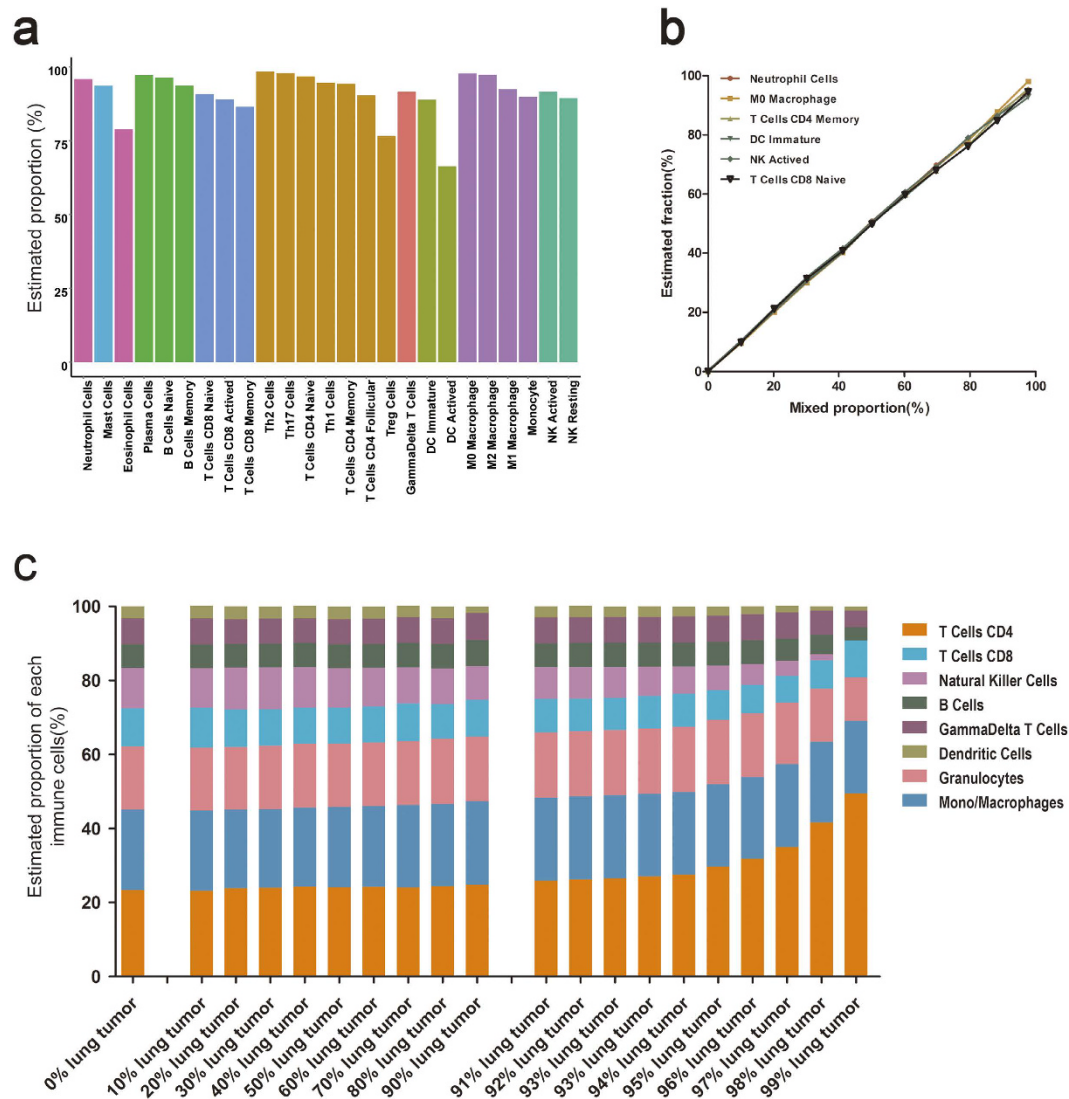 a
Estimated proportion (%)
100
75
50
25
0
Neutrophil Cells
Mast Cells
Eosinophil Cells
Plasma Cells
B Cells Naive
B Cells Memory
T Cells CD8 Naive
T Cells CD8 Actived
T Cells CD8 Memory
Th2 Cells
Th17 Cells
T Cells CD4 Naive
Th1 Cells
T Cells CD4 Memory
T Cells CD4 Follicular
Treg Cells
GammaDelta T Cells
DC Immature
DC Actived
M0 Macrophage
M2 Macrophage
M1 Macrophage
Monocyte
NK Actived
NK Resting
b
Estimated fraction(%)
100
80
60
40
20
0
Neutrophil Cells
M0 Macrophage
T Cells CD4 Memory
DC Immature
NK Actived
T Cells CD8 Naive
0
20
40
60
80
100
Mixed proportion(%)
c
Estimated proportion of each
immune cells(%)
100
80
60
40
20
0
0% lung tumor
10% lung tumor
20% lung tumor
30% lung tumor
40% lung tumor
50% lung tumor
60% lung tumor
70% lung tumor
80% lung tumor
90% lung tumor
91% lung tumor
92% lung tumor
93% lung tumor
93% lung tumor
94% lung tumor
95% lung tumor
96% lung tumor
97% lung tumor
98% lung tumor
99% lung tumor
T Cells CD4
T Cells CD8
Natural Killer Cells
B Cells
GammaDelta T Cells
Dendritic Cells
Granulocytes
Mono/Macrophages